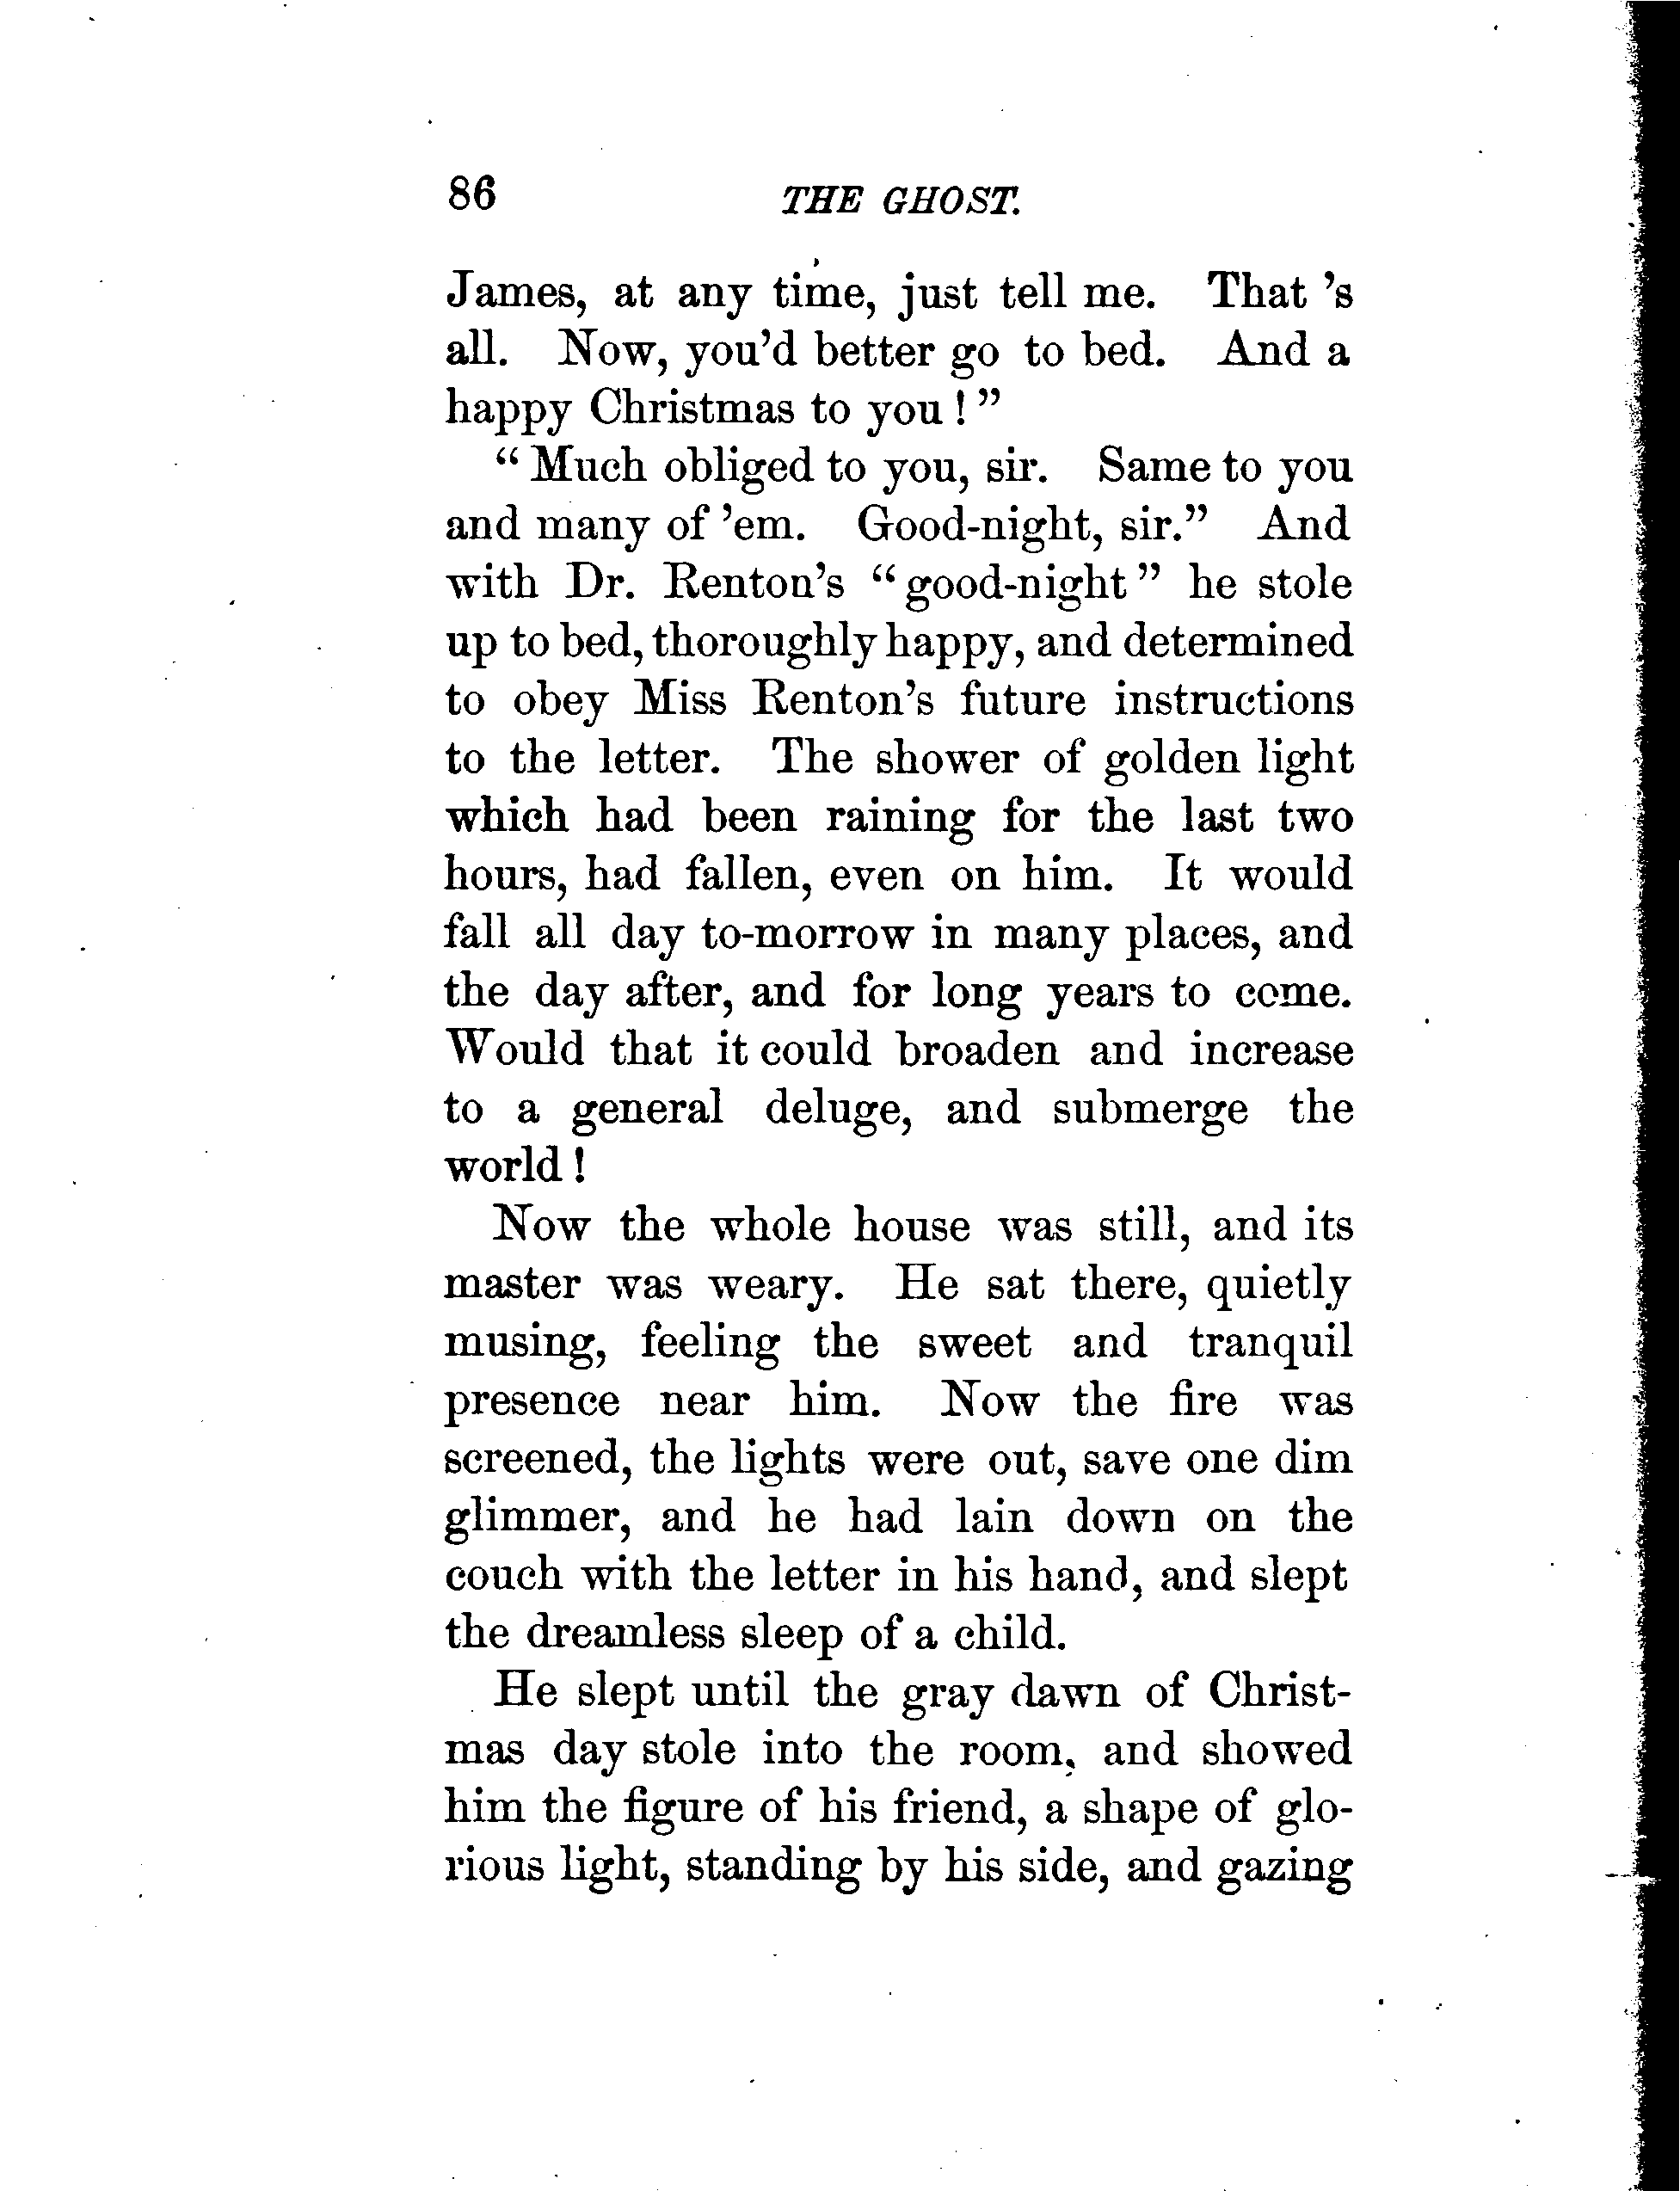 86 THE GHOST.
James, at any time, just tell me. That 's
all. Now, you'd better go to bed. And a
happy Christmas to you ! "
" Much obliged to you, sir. Same to you
and many of 'em. Good-night, sir." And
with Dr. Renton's " good-night " he stole
up to bed, thoroughly happy, and determined
to obey Miss Renton's future instructions
to the letter. The shower of golden light
which had been raining for the last two
hours, had fallen, even on him. It would
fall all day to-morrow in many places, and
the day after, and for long years to come.
Would that it could broaden and increase
to a general deluge, and submerge the
world !
Now the whole house was still, and its
master was weary. He sat there, quietly
musing, feeling the sweet and tranquil
presence near him. Now the fire was
screened, the lights were out, save one dim
glimmer, and he had lain down on the
couch with the letter in his hand, and slept
the dreamless sleep of a child.
He slept until the gray dawn of Christ-
mas day stole into the room, and showed
him the figure of his friend, a shape of glo-
rious light, standing by his side, and gazing